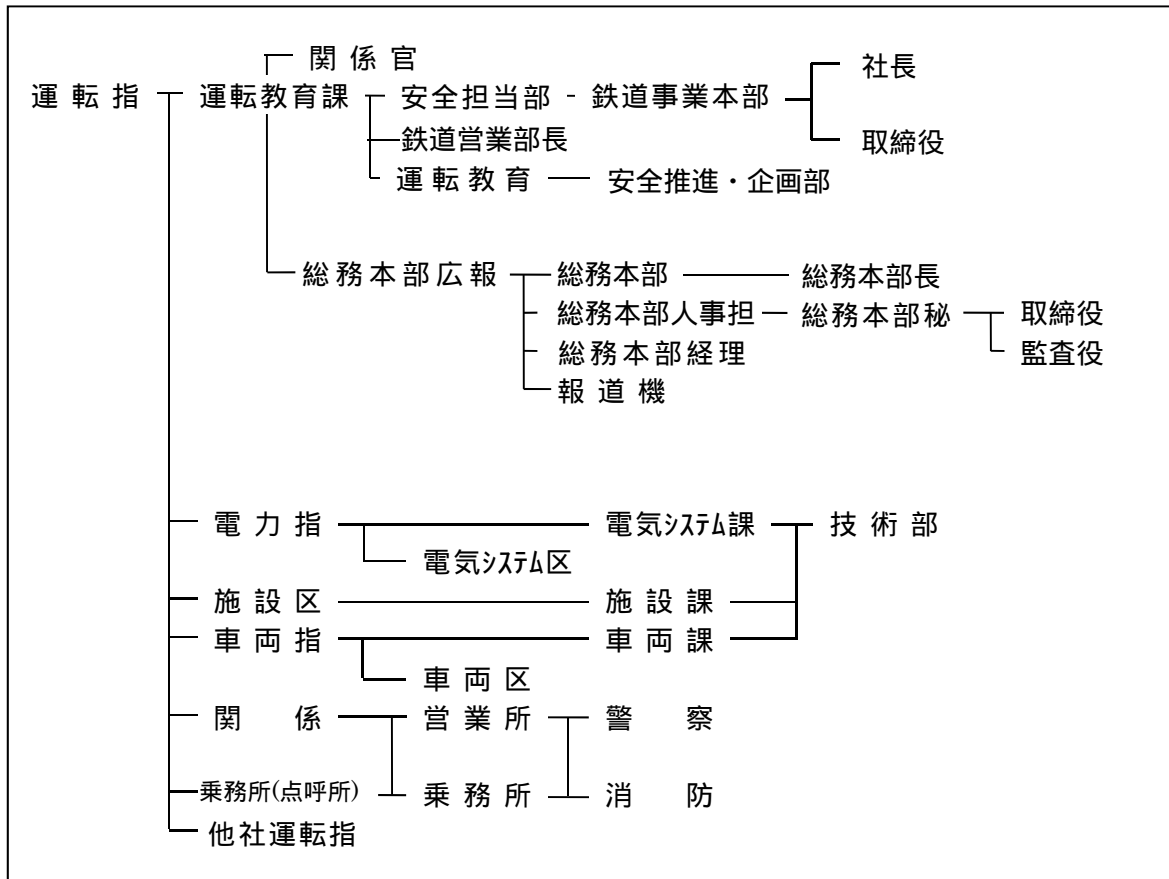 関係官
運転指 運転教育課 安全担当部 鉄道事業本部 社長
鉄道営業部長 取締役
運転教育 安全推進・企画部
総務本部広報 総務本部 総務本部長
総務本部人事担 総務本部秘 取締役
総務本部経理 監査役
報道機
電力指 電気ｼｽﾃﾑ課 技術部
電気ｼｽﾃﾑ区
施設区 施設課
車両指 車両課
車両区
関係 営業所 警察
乗務所(点呼所) 乗務所 消防
他社運転指